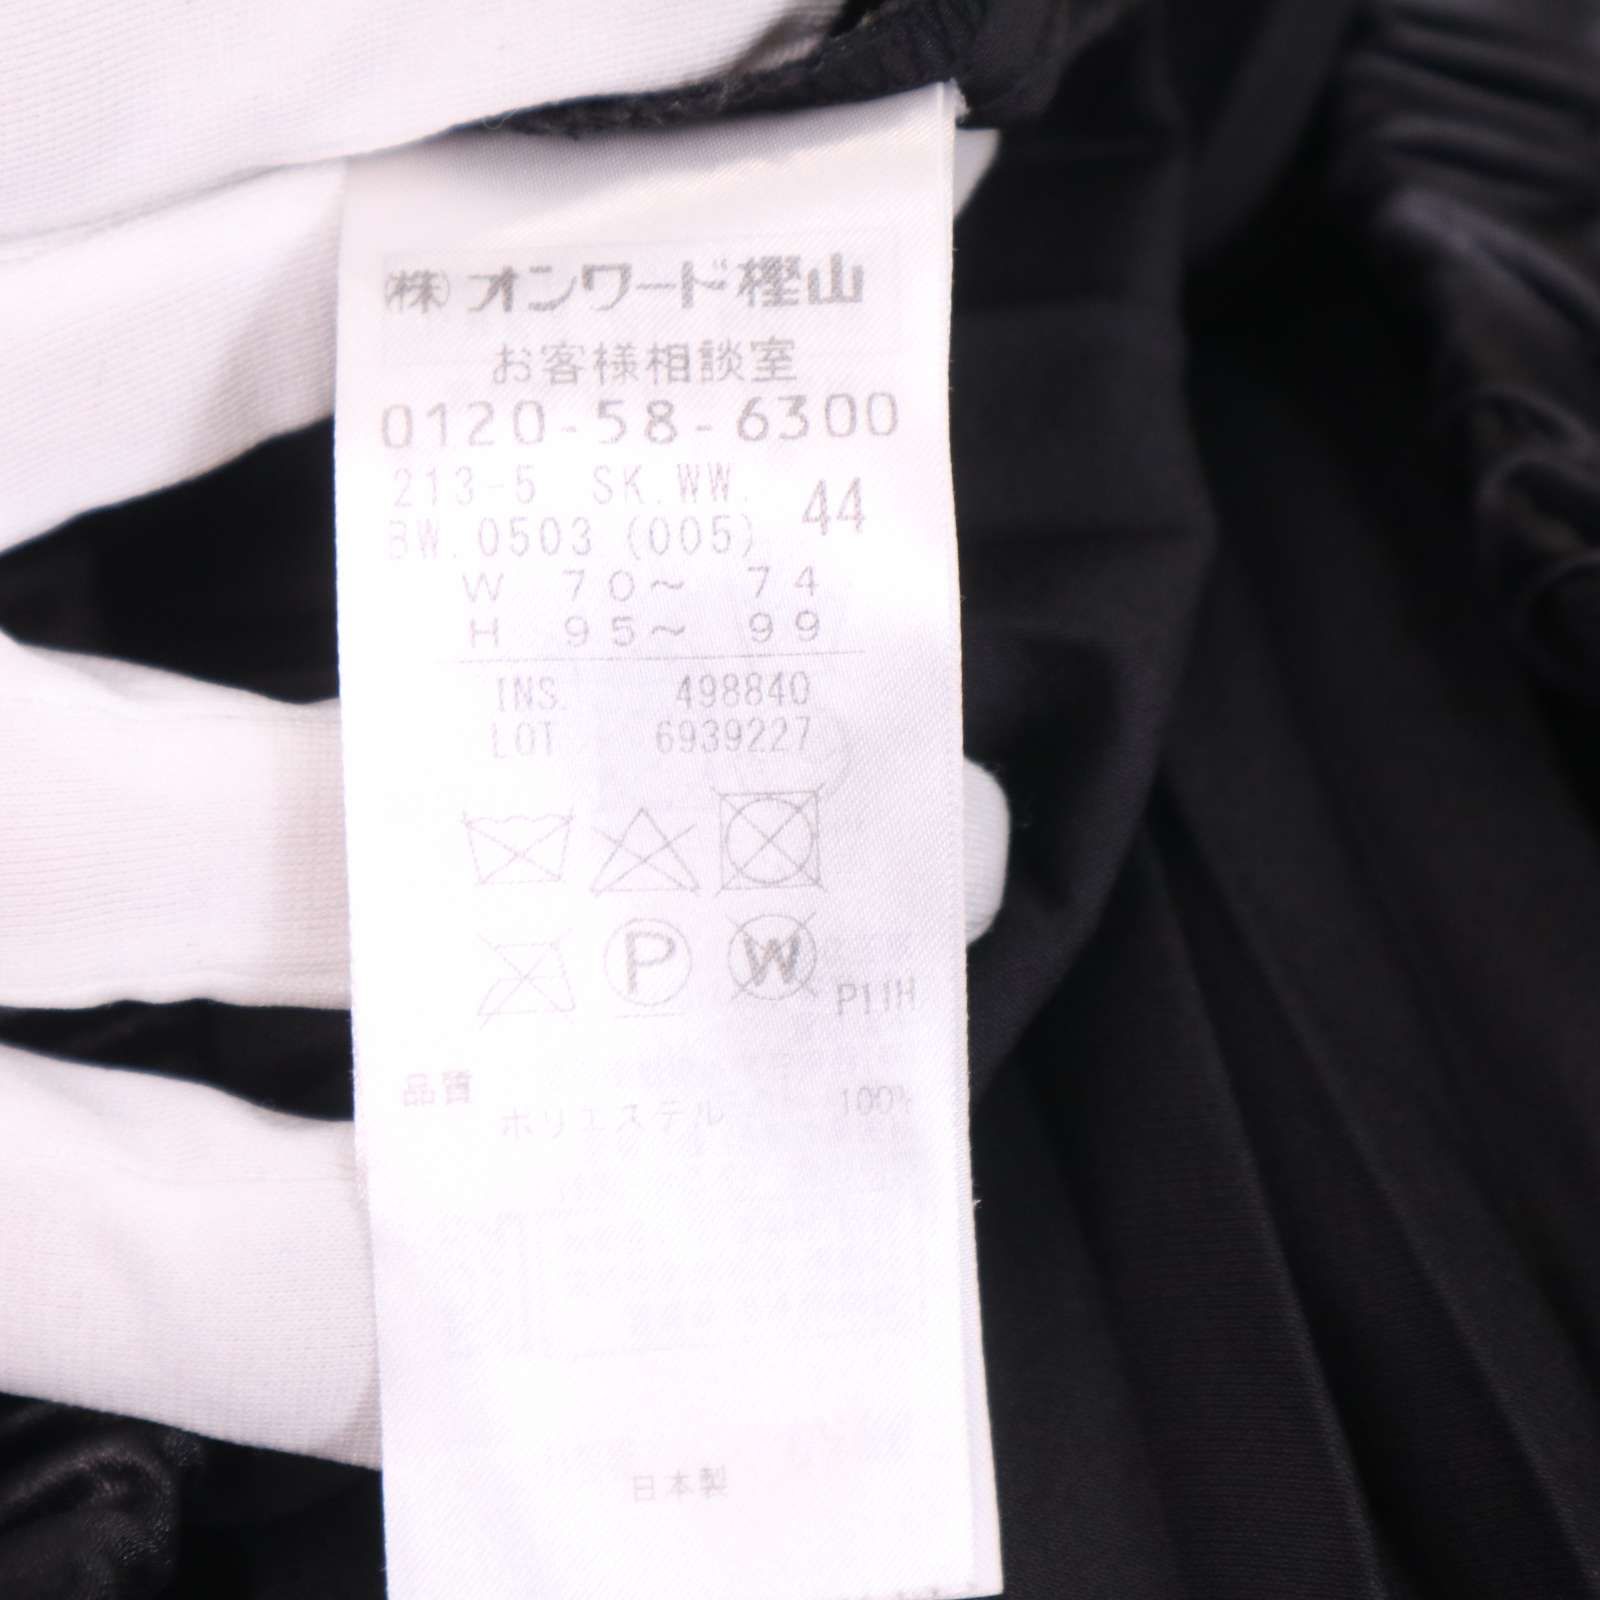 ㈱オンワード樫山
お客様相談室
0120-58-6300
213-5 SK.WW. 44
BW.0503 (005)
W 70～ 74
H 95～ 99
INS. 498840
LOT 6939227
P W
品質
ポリエステル 100%
日本製